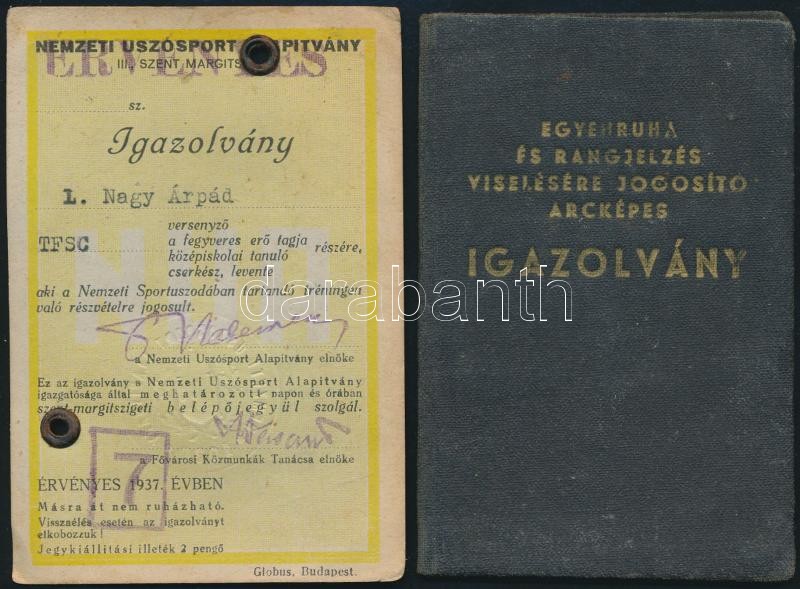 NEMZETI USZÓSPORT ALAPITVÁNY
ÉRVÉNYES
III., SZENT MARGITS
sz.
Igazolvány
l. Nagy Árpád
TFSC
versenyző
a fegyveres erő tagja
középiskolai tanuló
cserkész, levente
részére,
aki a Nemzeti Sportuszodában tartandó tréningen
való részvételre jogosult.
a Nemzeti Uszósport Alapitvány elnöke
Ez az igazolvány a Nemzeti Uszósport Alapitvány
igazgatósága által meghatározott napon és órában
szent-margitszigeti belépőjegyül szolgál.
a Fővárosi Közmunkák Tanácsa elnöke
7
ÉRVÉNYES 1937. ÉVBEN
Másra át nem ruházható.
Visszaélés esetén az igazolványt
elkobozzuk!
Jegykiállitási illeték 2 pengő
Globus, Budapest.
EGYENRUHA
ÉS RANGJELZÉS
VISELÉSÉRE JOGOSÍTÓ
ARCKÉPES
IGAZOLVÁNY
darabanth